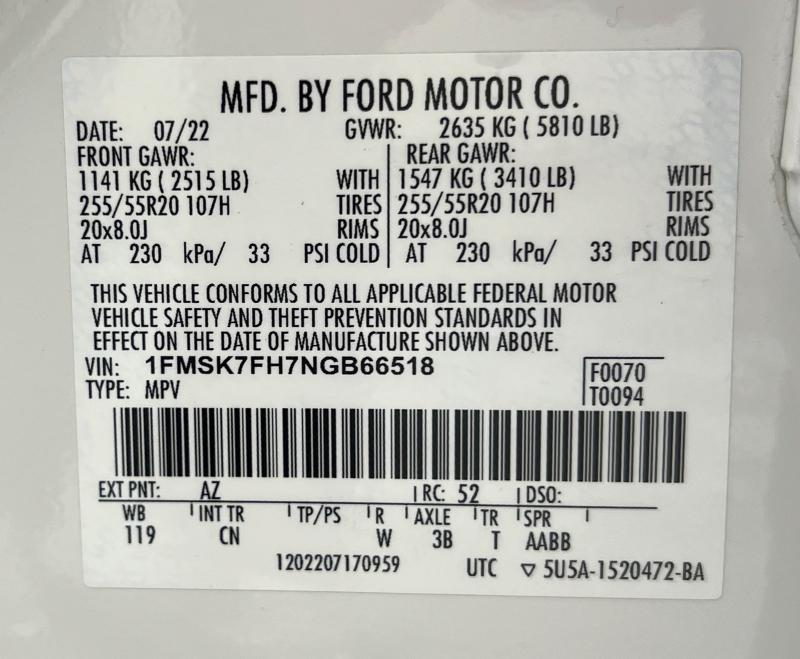 MFD. BY FORD MOTOR CO.
DATE: 07/22 GVWR: 2635 KG ( 5810 LB)
FRONT GAWR: REAR GAWR:
1141 KG ( 2515 LB) WITH 1547 KG ( 3410 LB) WITH
255/55R20 107H TIRES 255/55R20 107H TIRES
20x8.0J RIMS 20x8.0J RIMS
AT 230 kPa/ 33 PSI COLD AT 230 kPa/ 33 PSI COLD
THIS VEHICLE CONFORMS TO ALL APPLICABLE FEDERAL MOTOR
VEHICLE SAFETY AND THEFT PREVENTION STANDARDS IN
EFFECT ON THE DATE OF MANUFACTURE SHOWN ABOVE.
VIN: 1FMSK7FH7NGB66518 F0070
TYPE: MPV T0094
EXT PNT: AZ RC: 52 DSO:
WB INT TR TP/PS R AXLE TR SPR
119 CN W 3B T AABB
1202207170959 UTC ▽ 5U5A-1520472-BA